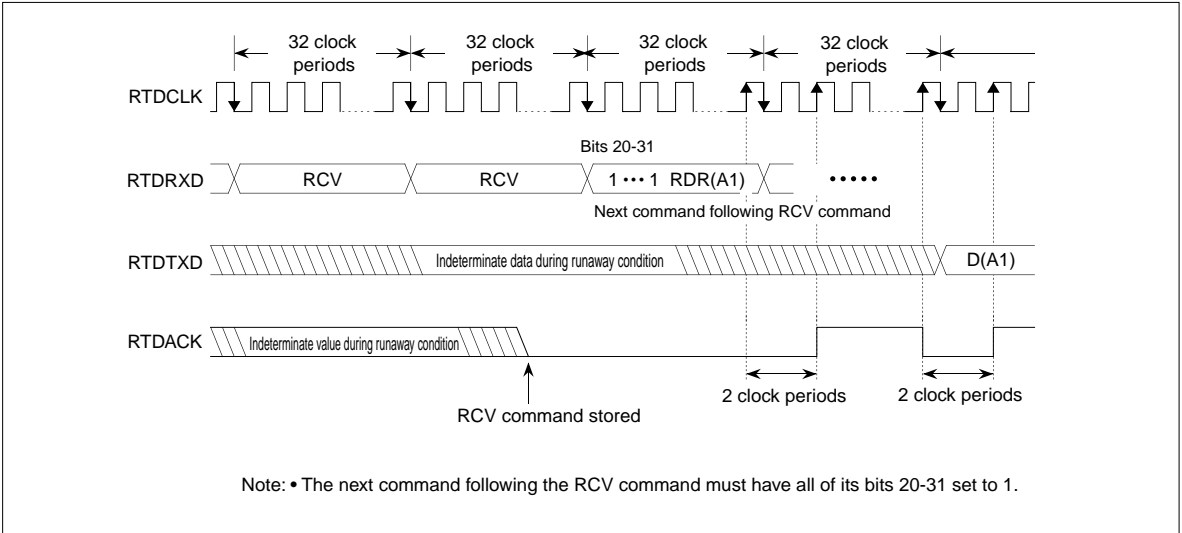 32 clock periods
32 clock periods
32 clock periods
32 clock periods
RTDCLK
Bits 20-31
RTDRXD
RCV
RCV
1 ••• 1 RDR(A1)
•••••
Next command following RCV command
RTDTXD
Indeterminate data during runaway condition
D(A1)
RTDACK
Indeterminate value during runaway condition
2 clock periods
2 clock periods
RCV command stored
Note: • The next command following the RCV command must have all of its bits 20-31 set to 1.